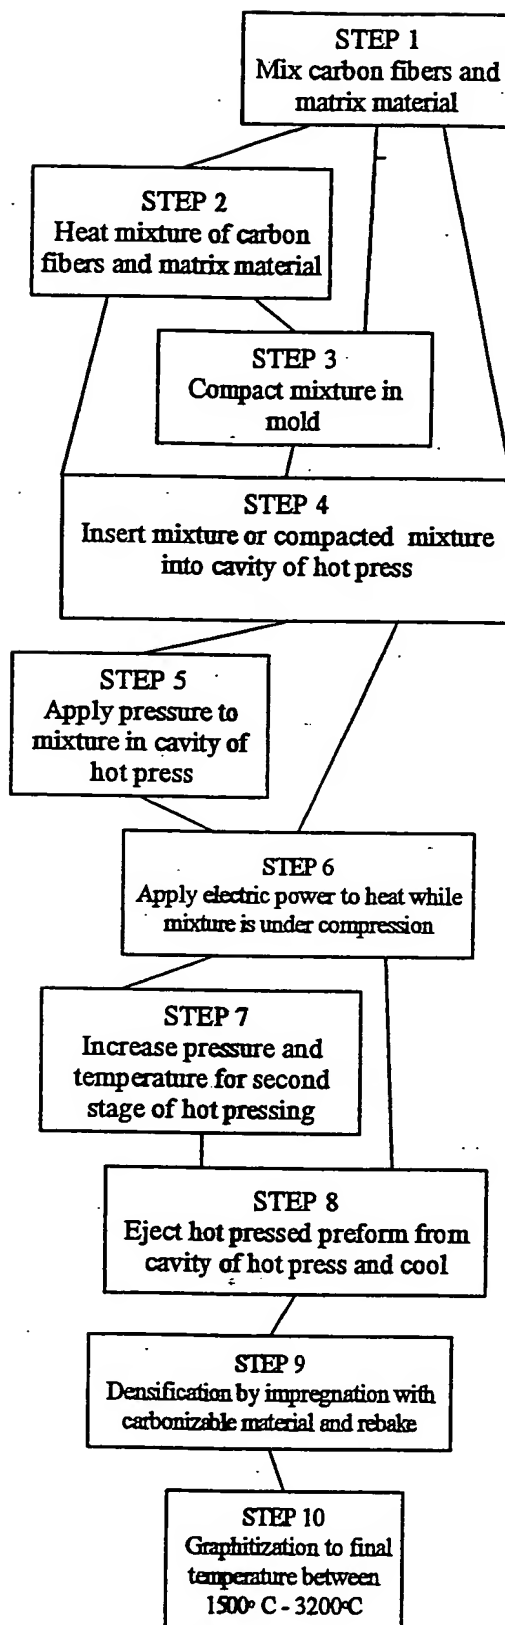 STEP 1
Mix carbon fibers and
matrix material
STEP 2
Heat mixture of carbon
fibers and matrix material
STEP 3
Compact mixture in
mold
STEP 4
Insert mixture or compacted mixture
into cavity of hot press
STEP 5
Apply pressure to
mixture in cavity of
hot press
STEP 6
Apply electric power to heat while
mixture is under compression
STEP 7
Increase pressure and
temperature for second
stage of hot pressing
STEP 8
Eject hot pressed preform from
cavity of hot press and cool
STEP 9
Densification by impregnation with
carbonizable material and rebake
STEP 10
Graphitization to final
temperature between
1500° C - 3200°C